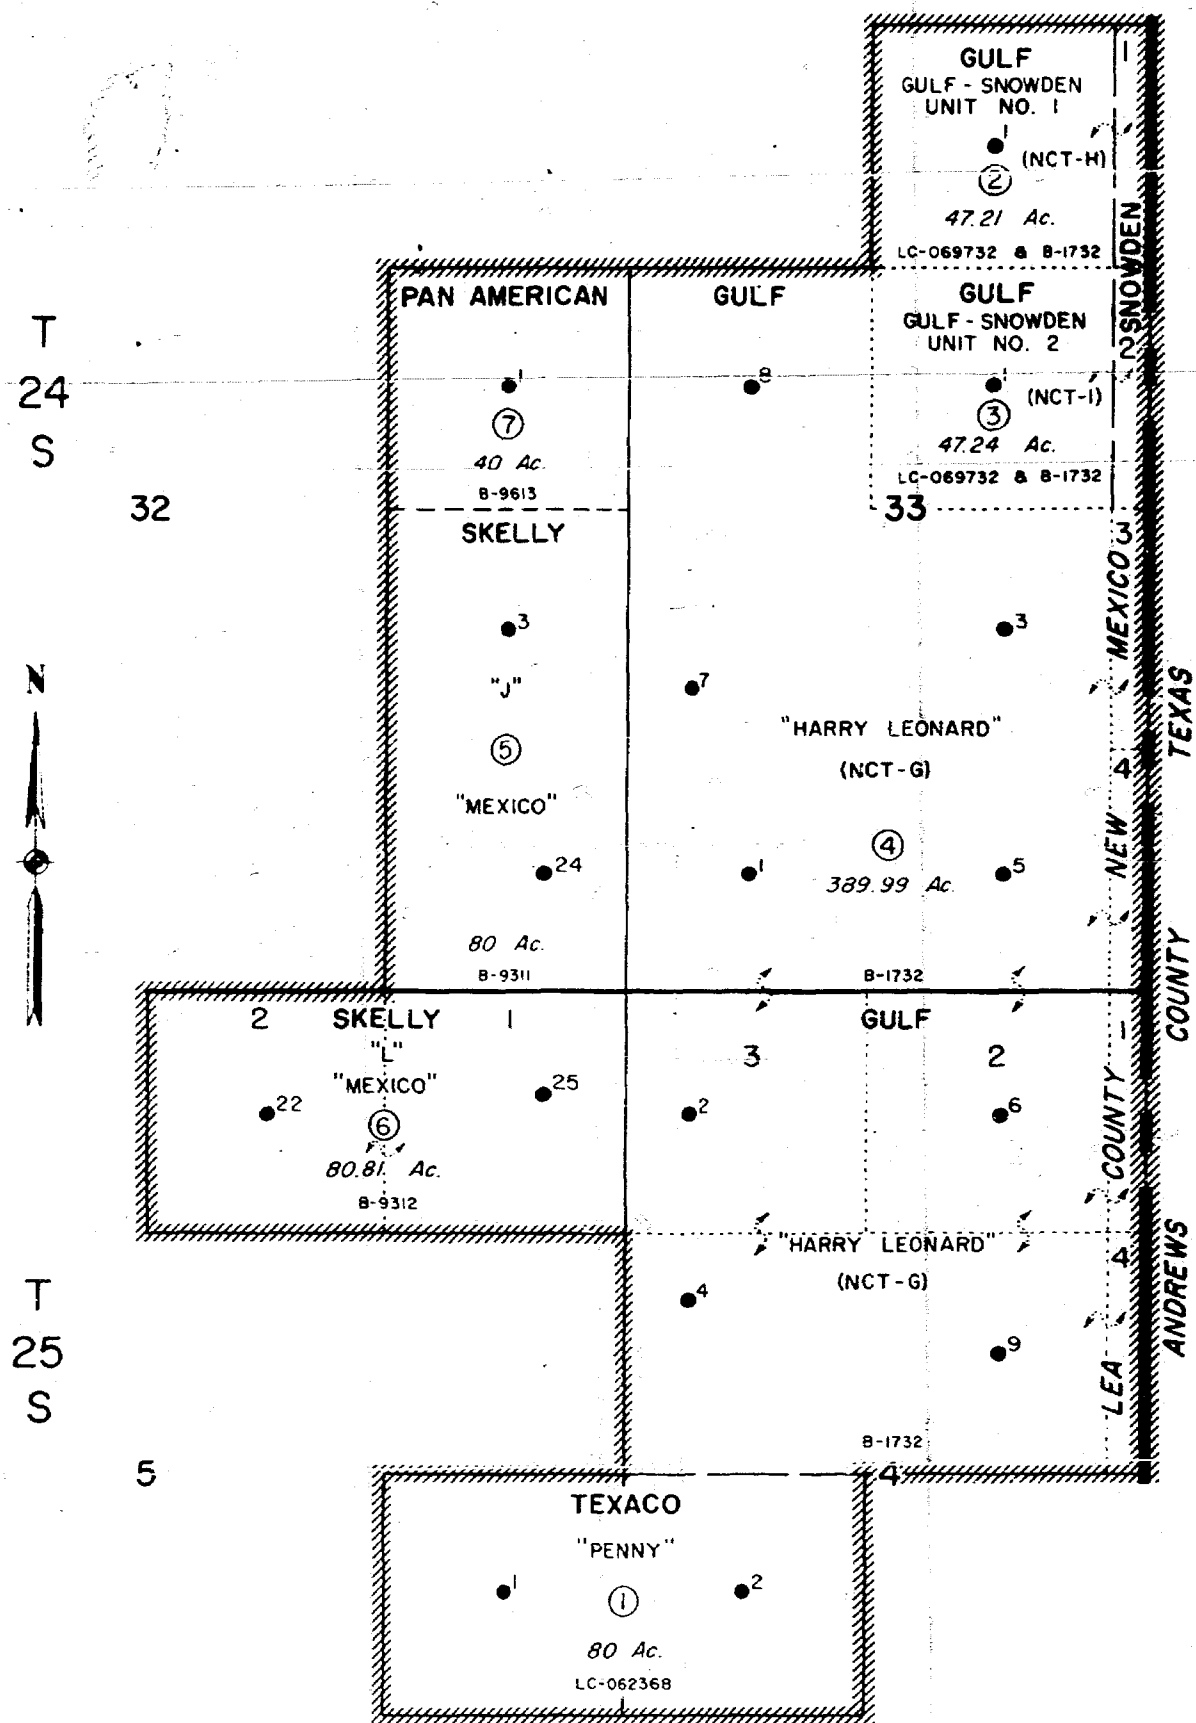 GULF
GULF - SNOWDEN
UNIT NO. 1
1
1
(NCT-H)
2
47.21 Ac.
LC-069732 & B-1732
SNOWDEN
PAN AMERICAN
GULF
GULF
GULF - SNOWDEN
UNIT NO. 2
2
T
24
S
1
8
1
(NCT-I)
7
3
40 Ac.
47.24 Ac.
B-9613
LC-069732 & B-1732
32
33
SKELLY
3
3
3
N
"J"
7
"HARRY LEONARD"
(NCT-G)
5
4
"MEXICO"
4
389.99 Ac.
24
1
5
80 Ac.
B-9311
B-1732
LEA COUNTY NEW MEXICO
ANDREWS COUNTY TEXAS
2 SKELLY 1
GULF
1
"L"
3
2
"MEXICO"
22
25
2
6
6
80.81 Ac.
B-9312
"HARRY LEONARD"
4
(NCT-G)
4
T
25
S
9
B-1732
5
4
TEXACO
"PENNY"
1
2
1
80 Ac.
LC-062368